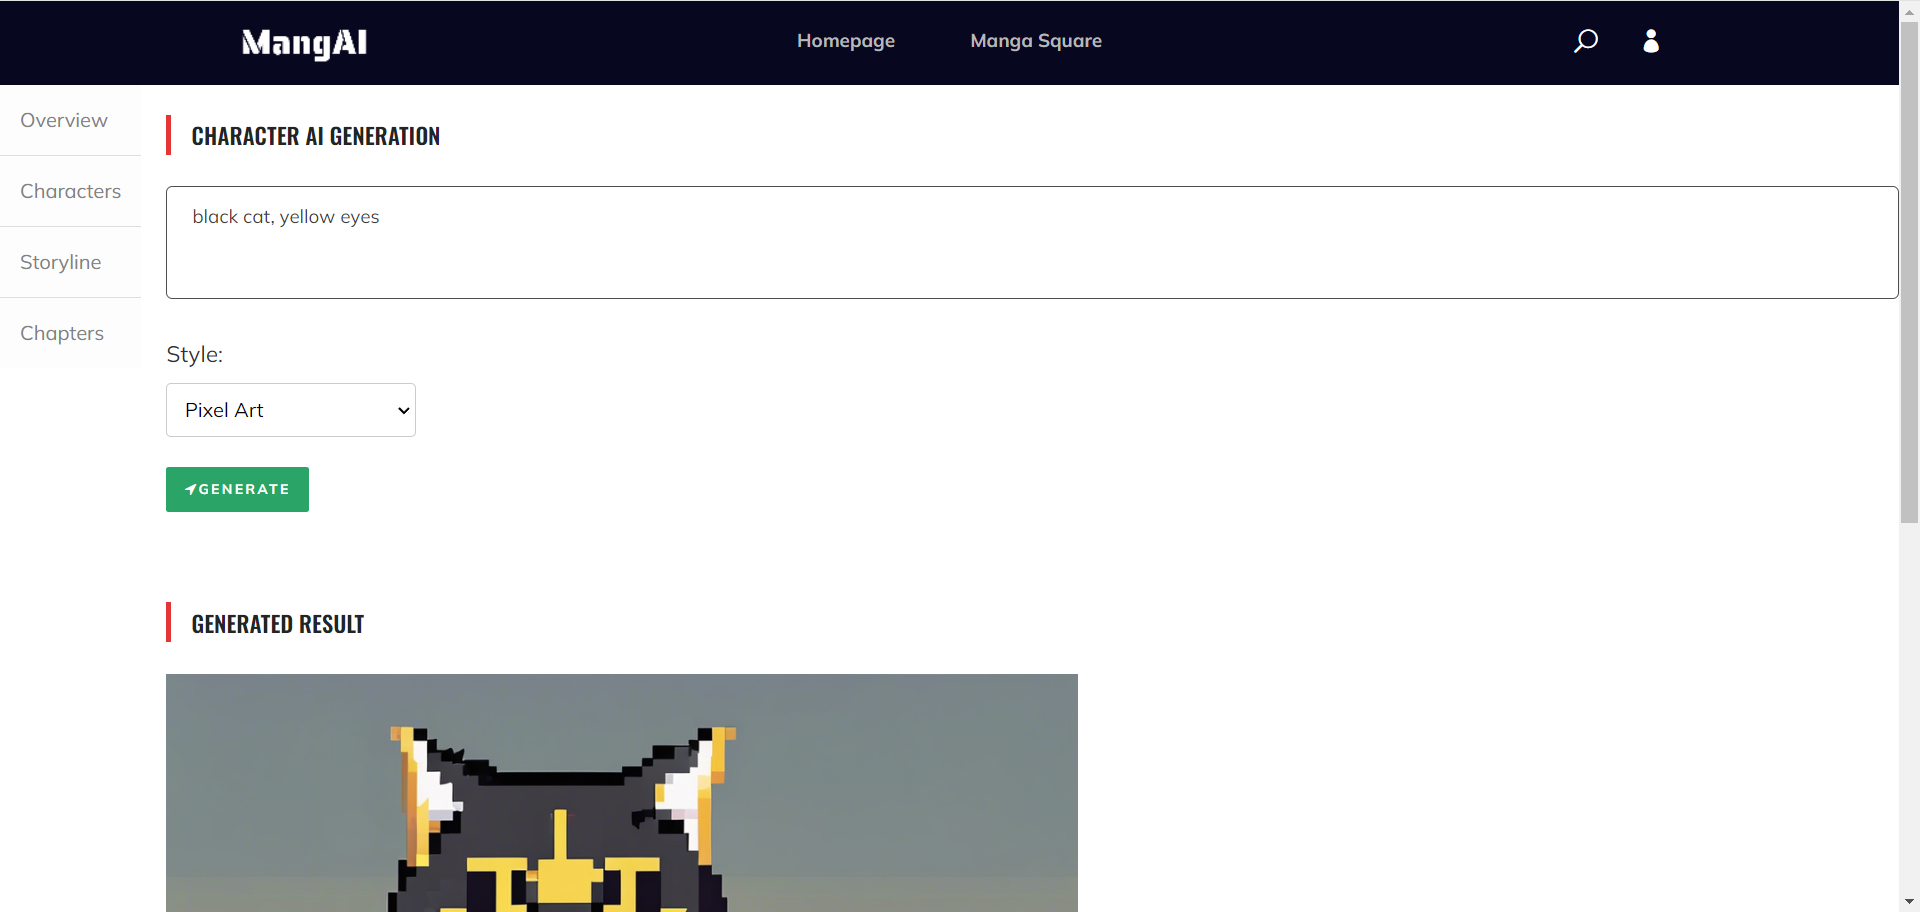 MangAI
Homepage
Manga Square
Overview
Characters
Storyline
Chapters
CHARACTER AI GENERATION
black cat, yellow eyes
Style:
Pixel Art
GENERATE
GENERATED RESULT